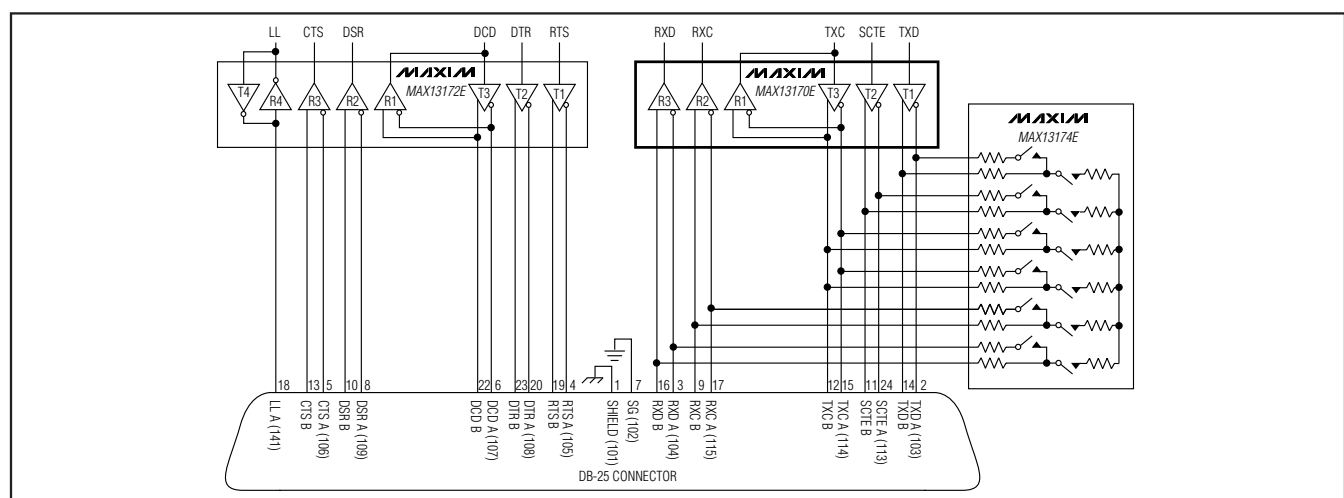 LL CTS DSR DCD DTR RTS RXD RXC TXC SCTE TXD
MAXIM
MAX13172E
T4 R4 R3 R2 R1 T3 T2 T1
MAXIM
MAX13170E
R3 R2 R1 T3 T2 T1
MAXIM
MAX13174E
18 13 5 10 8 22 6 23 20 19 4 1 7 16 3 9 17 12 15 11 24 14 2
LL A (141)
CTS B
CTS A (106)
DSR B
DSR A (109)
DCD B
DCD A (107)
DTR B
DTR A (108)
RTS B
RTS A (105)
SHIELD (101)
SG (102)
RXD B
RXD A (104)
RXC B
RXC A (115)
TXC B
TXC A (114)
SCTE B
SCTE A (113)
TXD B
TXD A (103)
DB-25 CONNECTOR